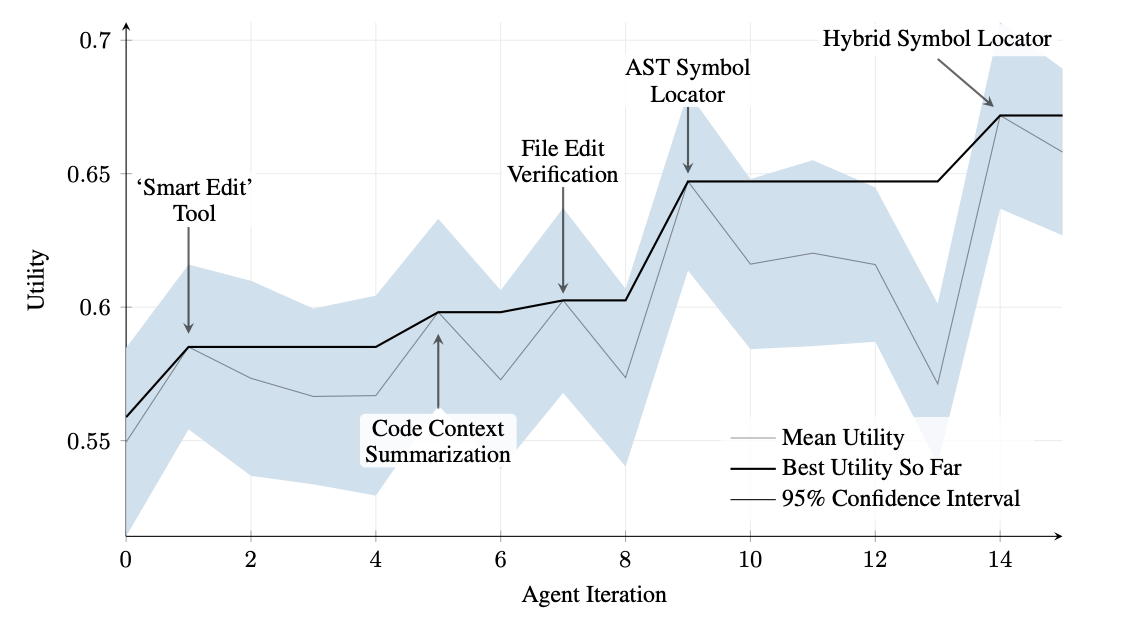 0.7
0.65
0.6
0.55
Utility
Hybrid Symbol Locator
AST Symbol
Locator
File Edit
Verification
‘Smart Edit’
Tool
Code Context
Summarization
Mean Utility
Best Utility So Far
95% Confidence Interval
0 2 4 6 8 10 12 14
Agent Iteration